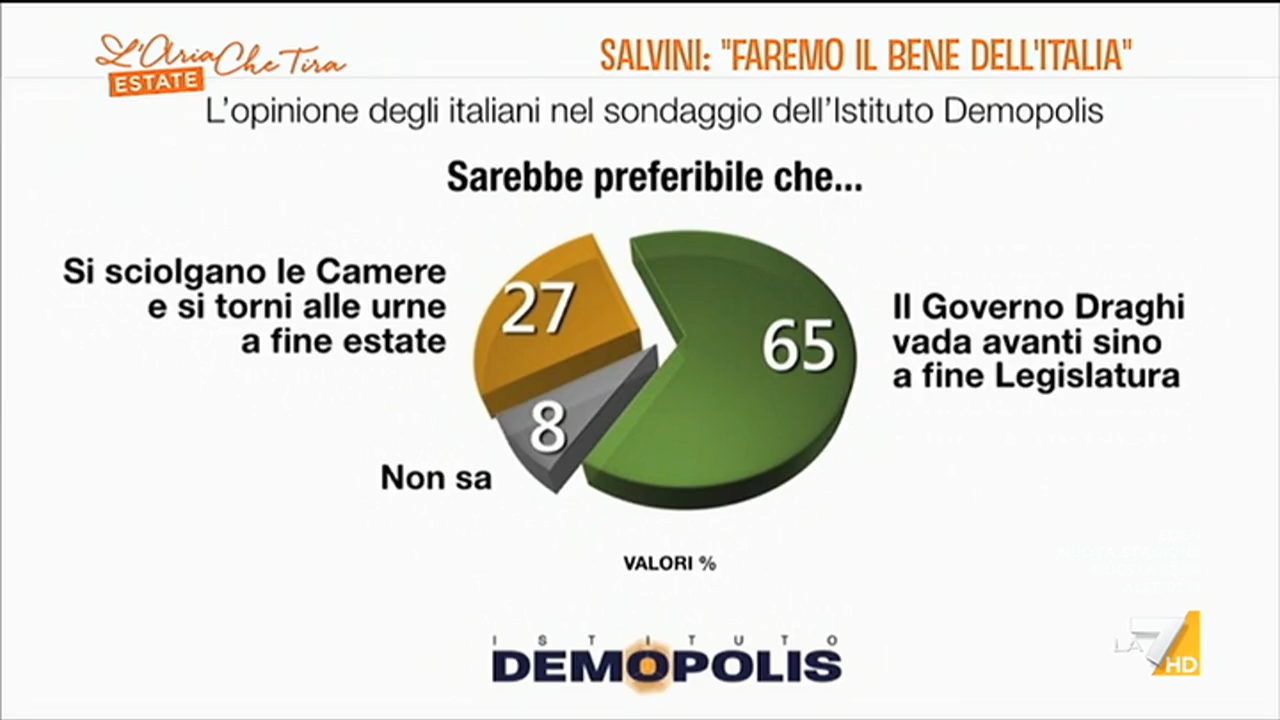 L'Aria Che Tira
ESTATE
SALVINI: "FAREMO IL BENE DELL'ITALIA"
L'opinione degli italiani nel sondaggio dell'Istituto Demopolis
Sarebbe preferibile che...
Si sciolgano le Camere
e si torni alle urne
a fine estate
27
65
Il Governo Draghi
vada avanti sino
a fine Legislatura
8
Non sa
VALORI %
ISTITUTO
DEMOPOLIS
LA 7 HD